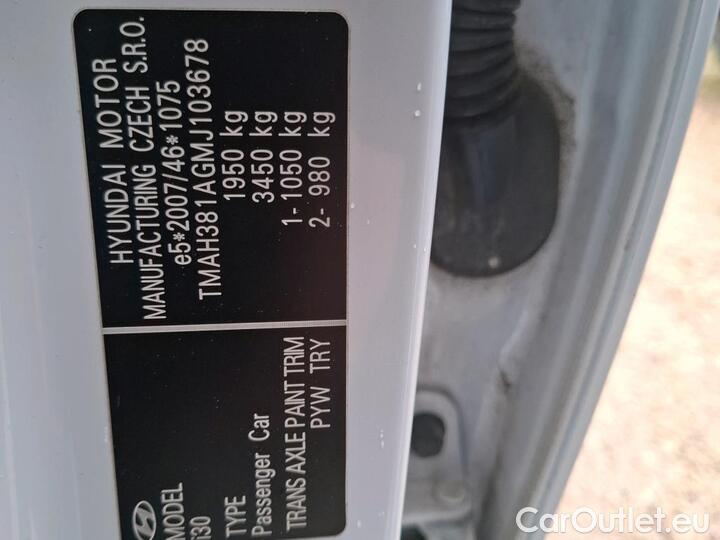 HYUNDAI MOTOR
MANUFACTURING CZECH S.R.O.
e5*2007/46*1075
TMAH381AGMJ103678
1950 kg
3450 kg
1- 1050 kg
2- 980 kg
MODEL
i30
TYPE
Passenger Car
TRANS AXLE PAINT TRIM
PYW TRY
CarOutlet.eu